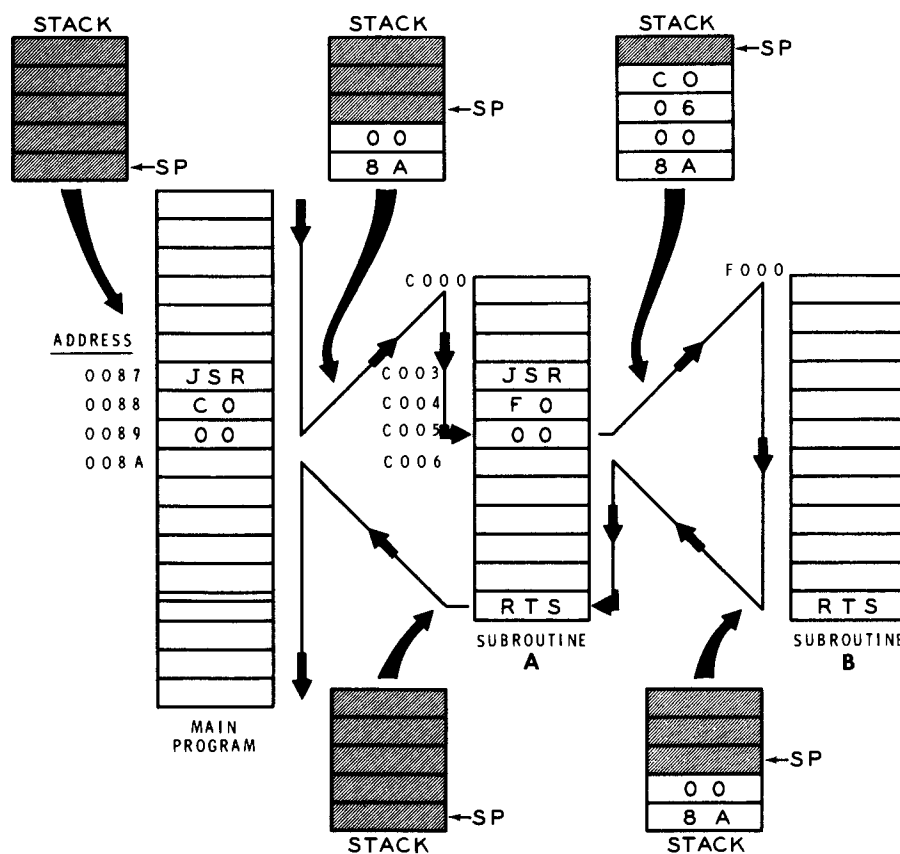 STACK
SP
STACK
SP
00
8A
STACK
SP
C0
06
00
8A
ADDRESS
0087
0088
0089
008A
JSR
C0
00
MAIN
PROGRAM
C000
C003
C004
C005
C006
JSR
F0
00
RTS
SUBROUTINE
A
F000
RTS
SUBROUTINE
B
SP
STACK
SP
00
8A
STACK